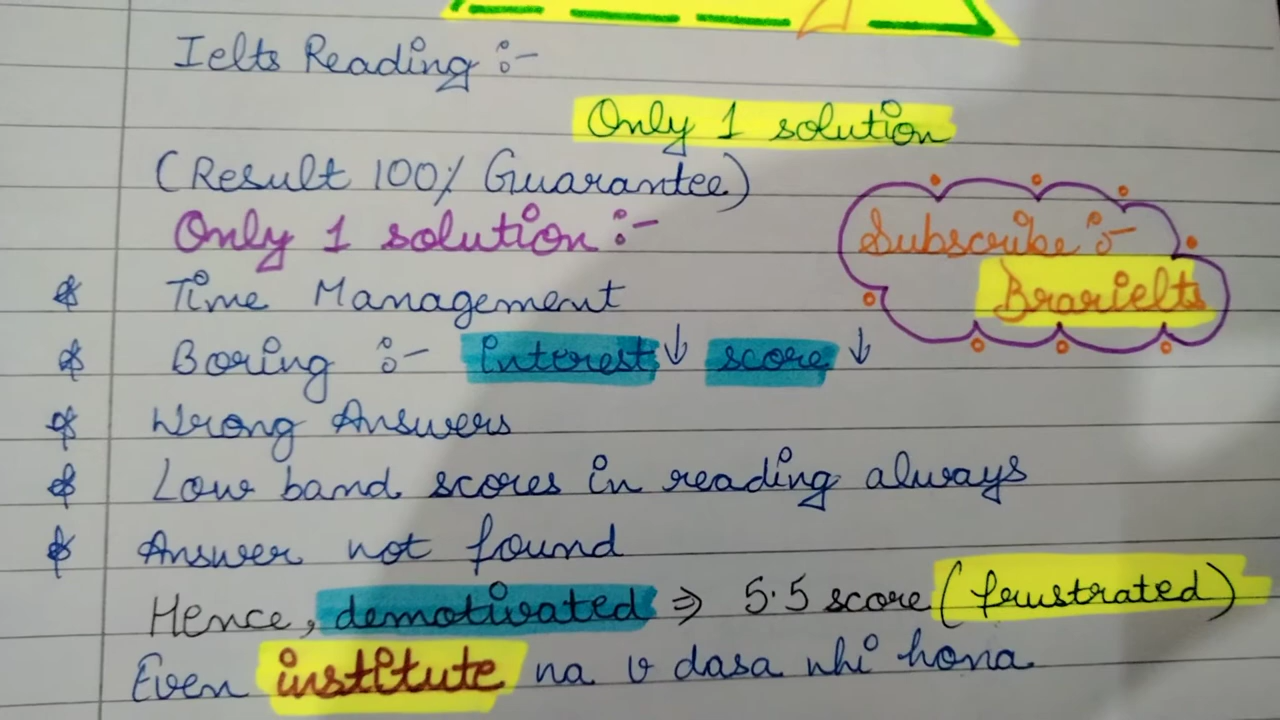 Ielts Reading :-
Only 1 solution
(Result 100% Guarantee)
Only 1 solution :-
Subscribe :-
Brarielts
* Time Management
* Boring :- interest ↓ score ↓
* Wrong Answers
* Low band scores in reading always
* Answer not found
Hence, demotivated ⇒ 5.5 score (frustrated)
Even institute na v dasa nhi hona